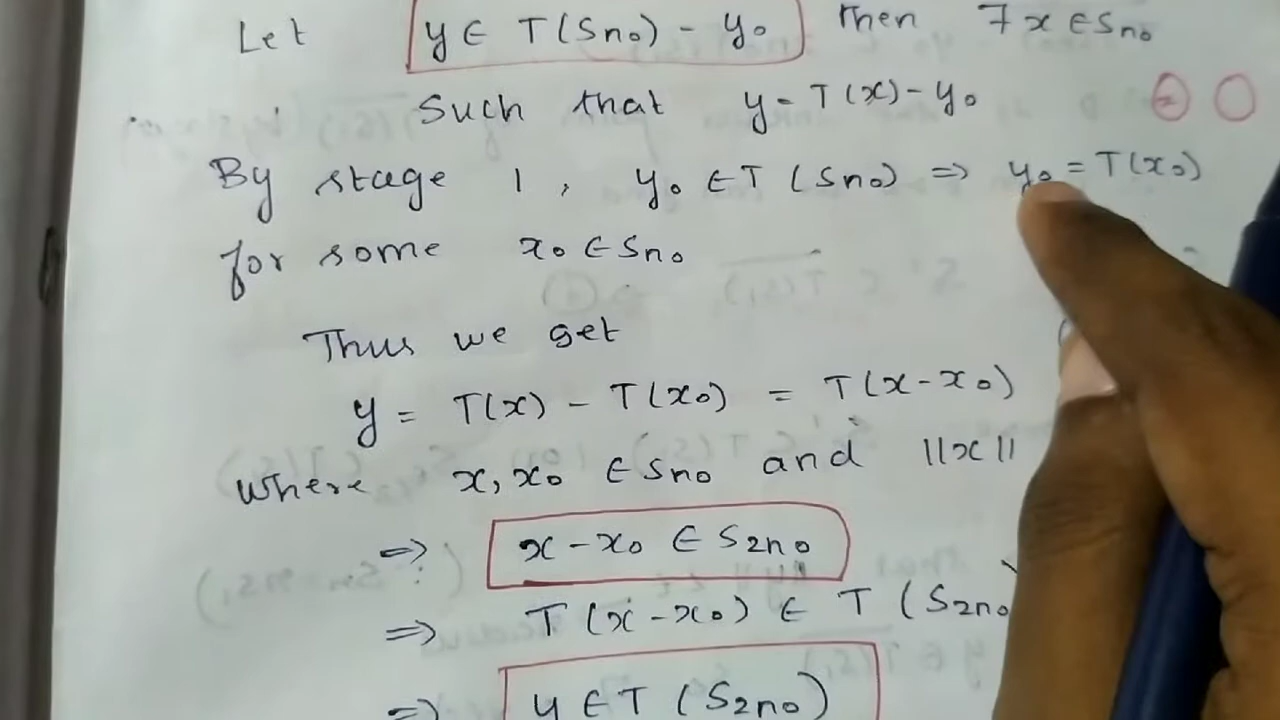 Let y ∈ T(Sn₀) - y₀ then ∃ x ∈ Sn₀
Such that y = T(x) - y₀
By stage 1, y₀ ∈ T(Sn₀) ⇒ y₀ = T(x₀)
for some x₀ ∈ Sn₀
Thus we get
y = T(x) - T(x₀) = T(x - x₀)
where x, x₀ ∈ Sn₀ and ||x||
⇒ x - x₀ ∈ S₂n₀
⇒ T(x - x₀) ∈ T(S₂n₀
⇒ y ∈ T(S₂n₀)